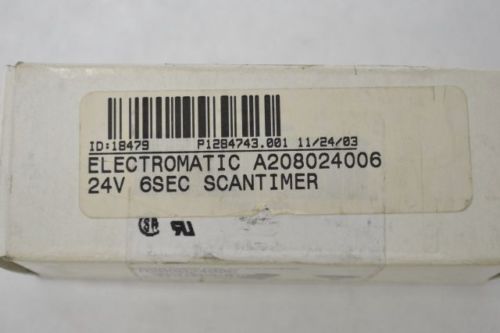 ID:18479 P1284743.001 11/24/03
ELECTROMATIC A208024006
24V 6SEC SCANTIMER